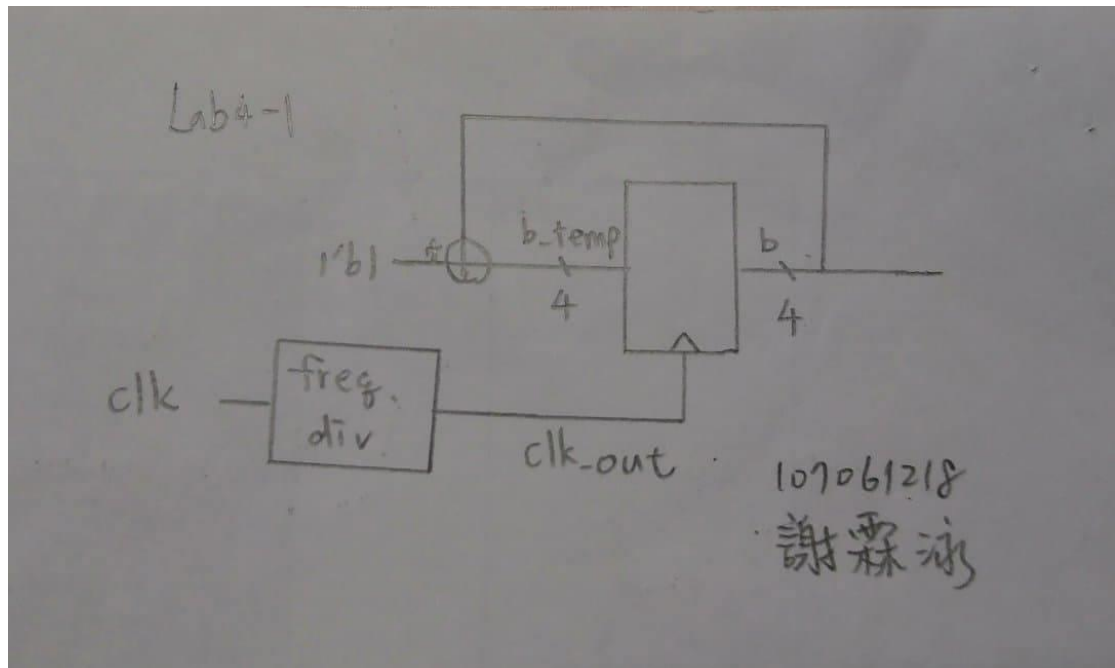 Lab4-1
b_temp
b
1'b1
4
4
clk
freq.
div
clk_out
107061218
謝霖泳